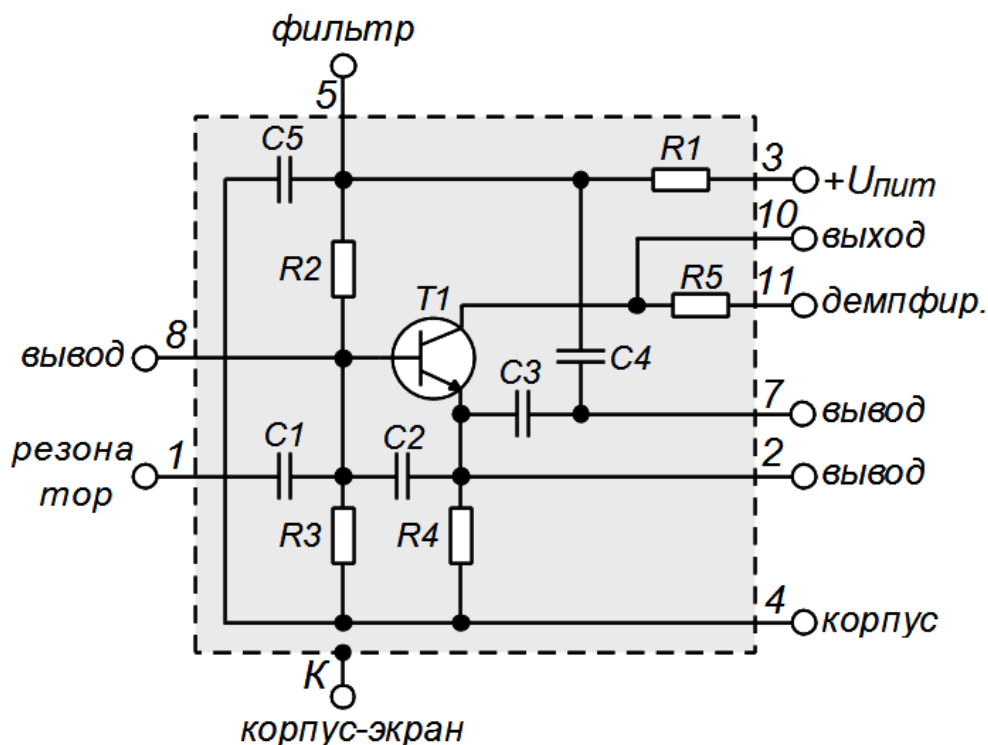 фильтр
5
C5
R1
3
+Uпит
10
выход
R2
T1
R5
11
демпфир.
8
вывод
C3
C4
7
вывод
резона
тор
1
C1
C2
2
вывод
R3
R4
4
корпус
К
корпус-экран